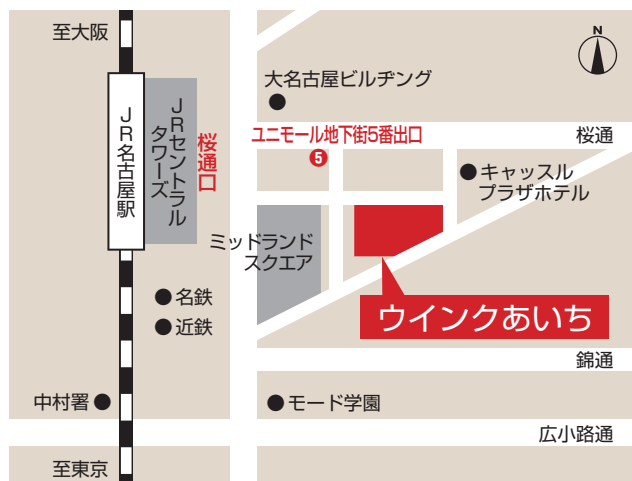 至大阪
N
大名古屋ビルヂング
JR名古屋駅
JRセントラル
タワーズ
桜通口
ユニモール地下街5番出口
5
桜通
キャッスル
プラザホテル
ミッドランド
スクエア
名鉄
近鉄
ウインクあいち
錦通
中村署
モード学園
広小路通
至東京